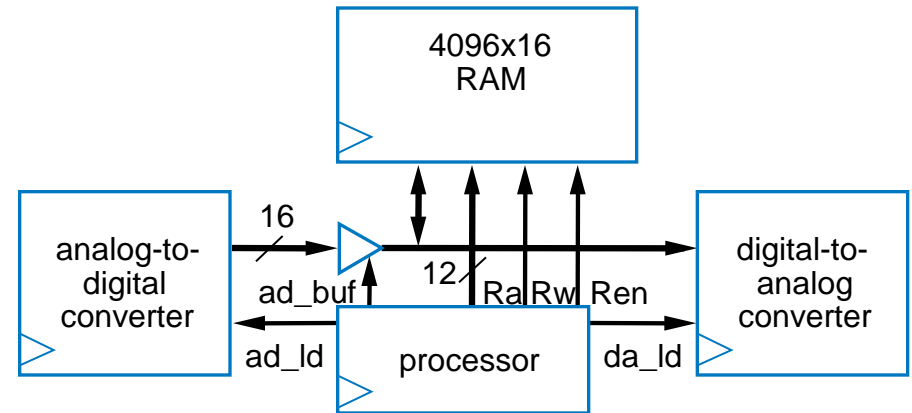 4096x16
RAM
16
analog-to-
digital
converter
12
digital-to-
analog
converter
ad_buf
Ra Rw Ren
ad_ld
processor
da_ld